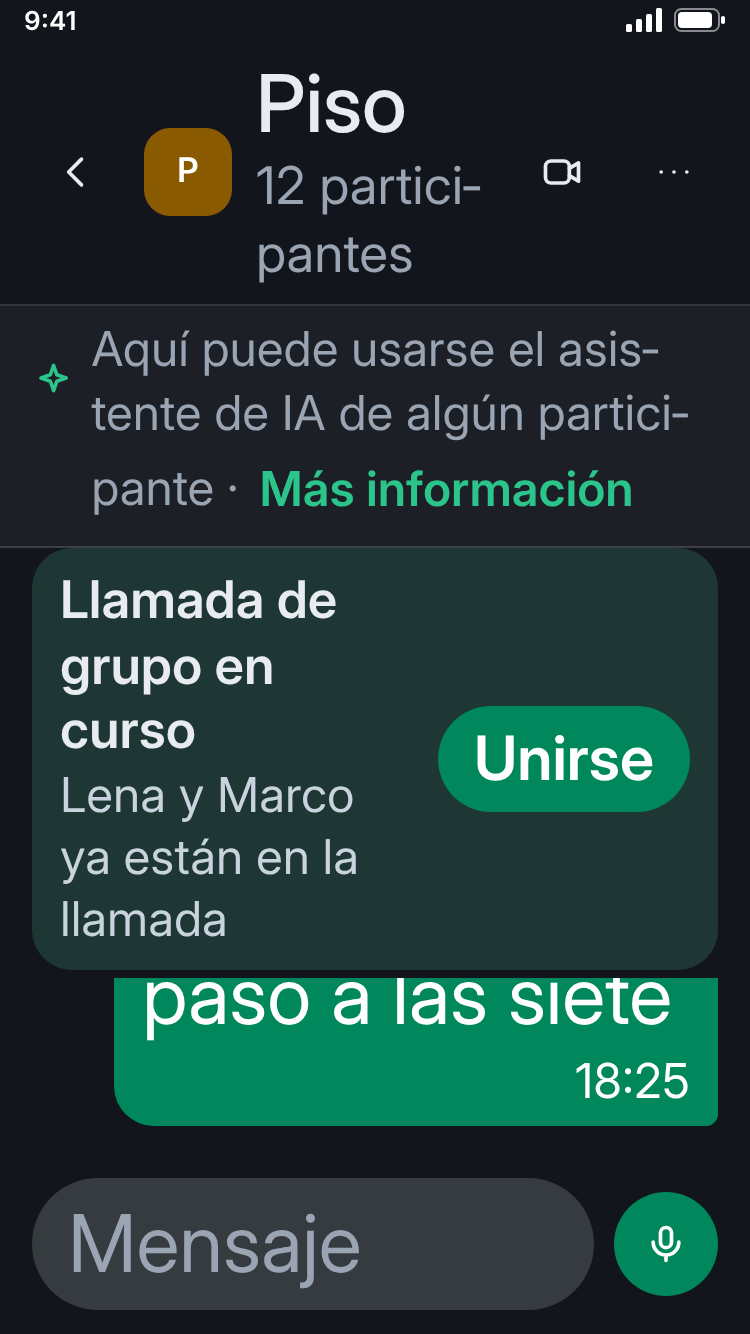 9:41
Piso
P
12 partici-
pantes
Aquí puede usarse el asis-
tente de IA de algún partici-
pante · Más información
Llamada de
grupo en
curso
Unirse
Lena y Marco
ya están en la
llamada
paso a las siete
18:25
Mensaje